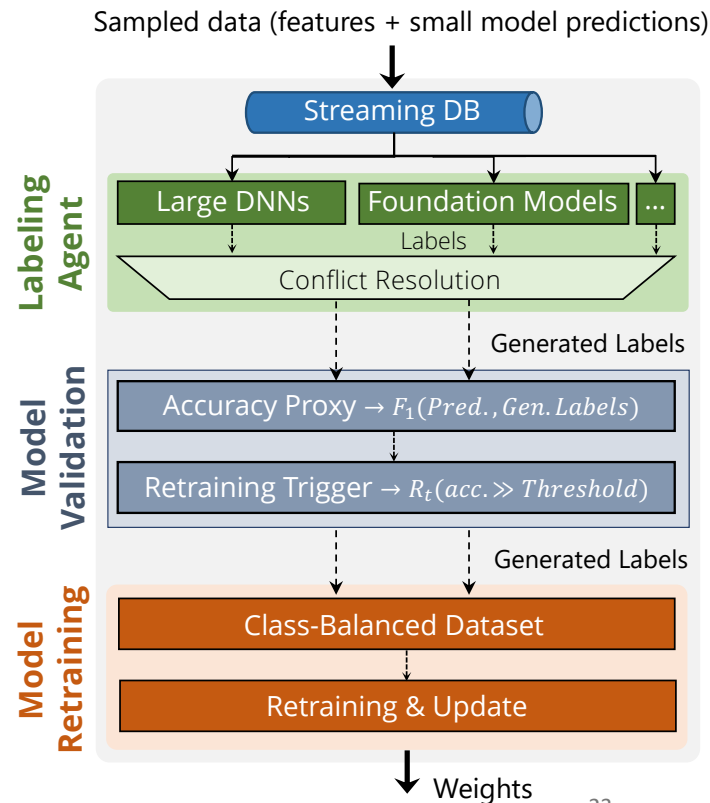 Sampled data (features + small model predictions)
Streaming DB
Labeling
Agent
Large DNNs
Foundation Models
...
Labels
Conflict Resolution
Generated Labels
Model
Validation
Accuracy Proxy → F₁(Pred., Gen. Labels)
Retraining Trigger → Rₜ(acc. ≫ Threshold)
Generated Labels
Model
Retraining
Class-Balanced Dataset
Retraining & Update
Weights